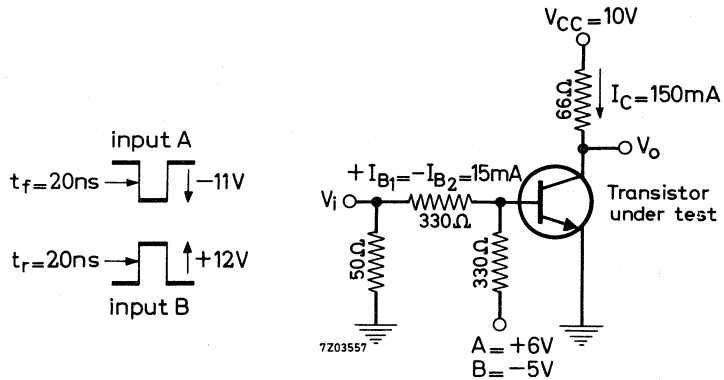 V_CC=10V
66Ω
I_C=150mA
V_o
input A
t_f=20ns
-11V
+I_B1=-I_B2=15mA
V_i
330Ω
Transistor
under test
t_r=20ns
+12V
50Ω
330Ω
input B
7Z03557
A=+6V
B=-5V